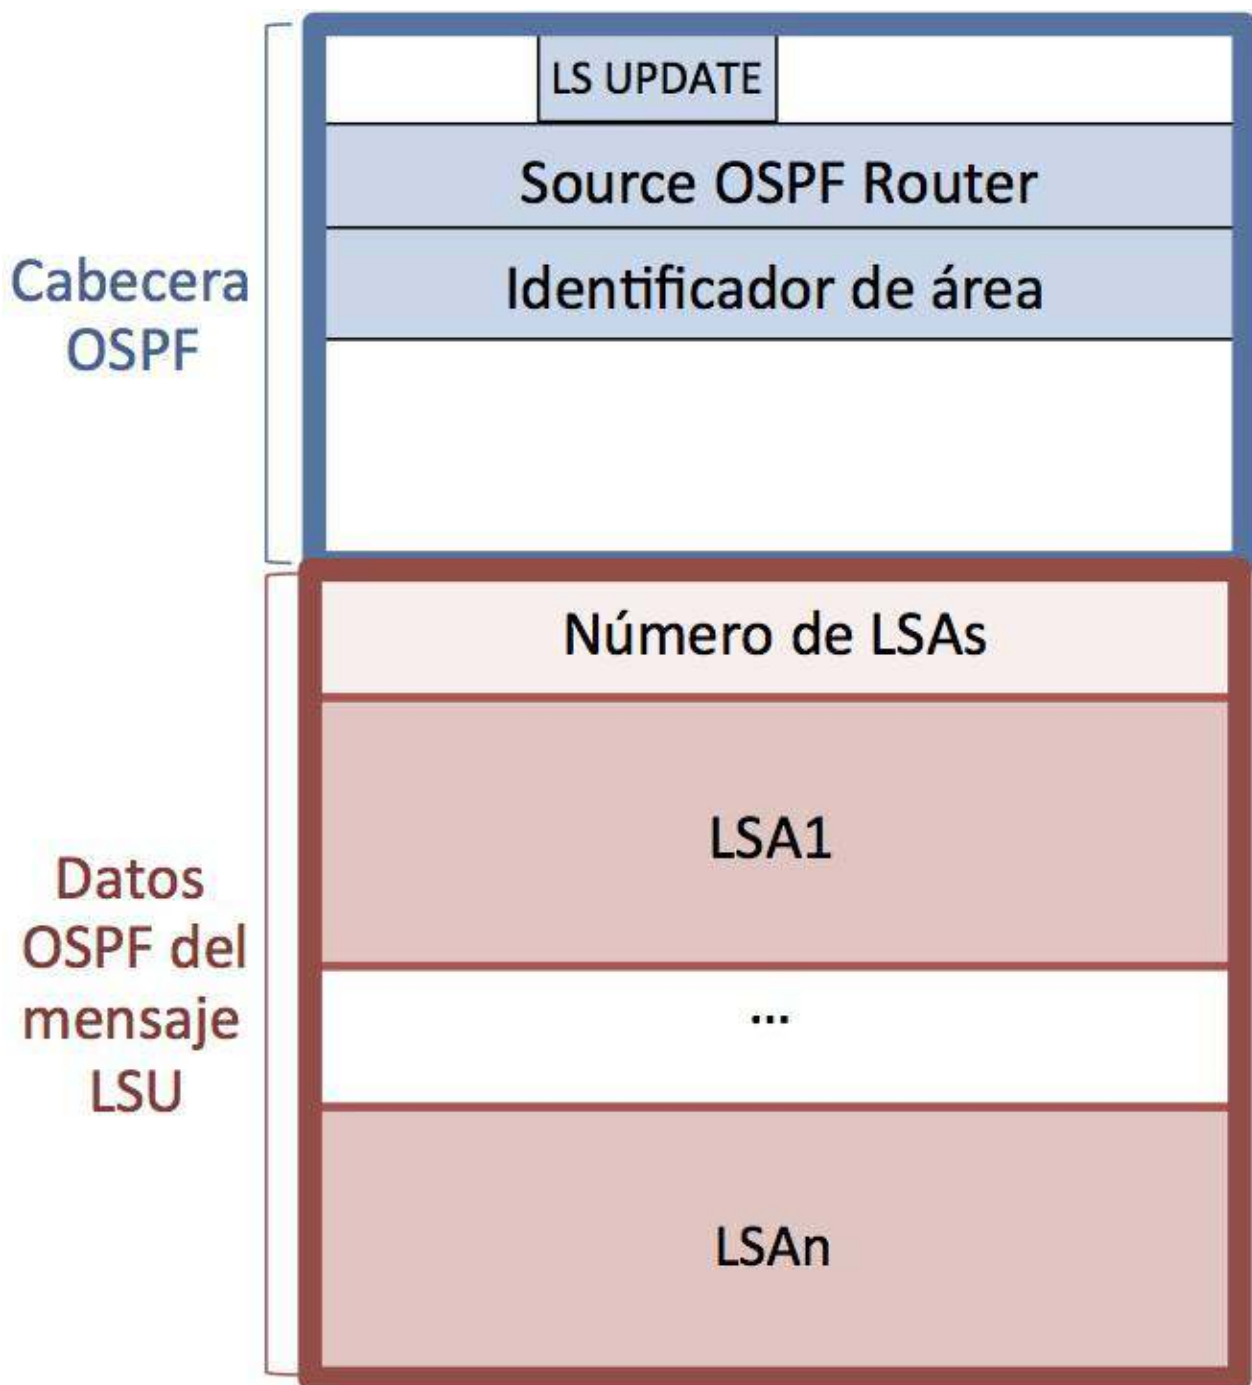 LS UPDATE
Source OSPF Router
Identificador de área
Cabecera
OSPF
Número de LSAs
LSA1
...
LSAn
Datos
OSPF del
mensaje
LSU